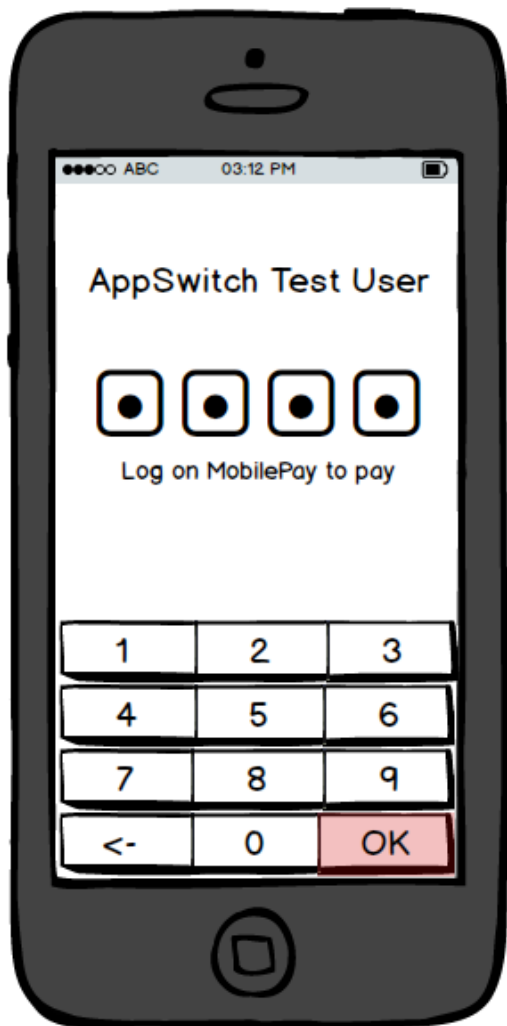 ABC 03:12 PM
AppSwitch Test User
Log on MobilePay to pay
1 2 3
4 5 6
7 8 9
<- 0 OK